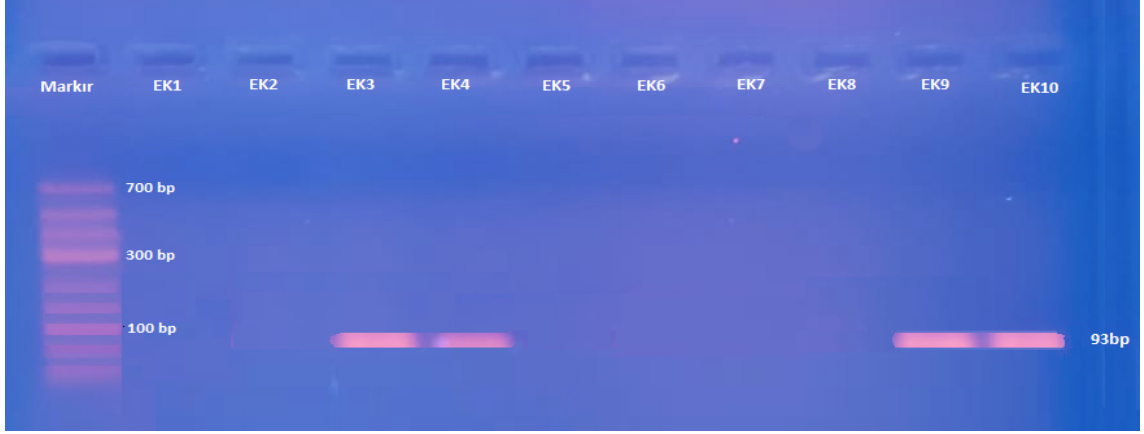 Markır EK1 EK2 EK3 EK4 EK5 EK6 EK7 EK8 EK9 EK10
700 bp
300 bp
100 bp
93bp